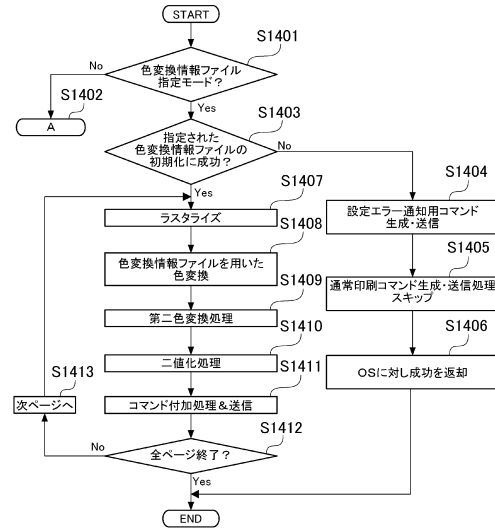 START
S1401
色変換情報ファイル
指定モード？
No
S1402
A
Yes
S1403
指定された
色変換情報ファイルの
初期化に成功？
No
Yes
S1404
設定エラー通知用コマンド
生成・送信
S1405
通常印刷コマンド生成・送信処理
スキップ
S1406
OSに対し成功を返却
S1407
ラスタライズ
S1408
色変換情報ファイルを用いた
色変換
S1409
第二色変換処理
S1410
二値化処理
S1411
コマンド付加処理＆送信
S1412
全ページ終了？
No
S1413
次ページへ
Yes
END